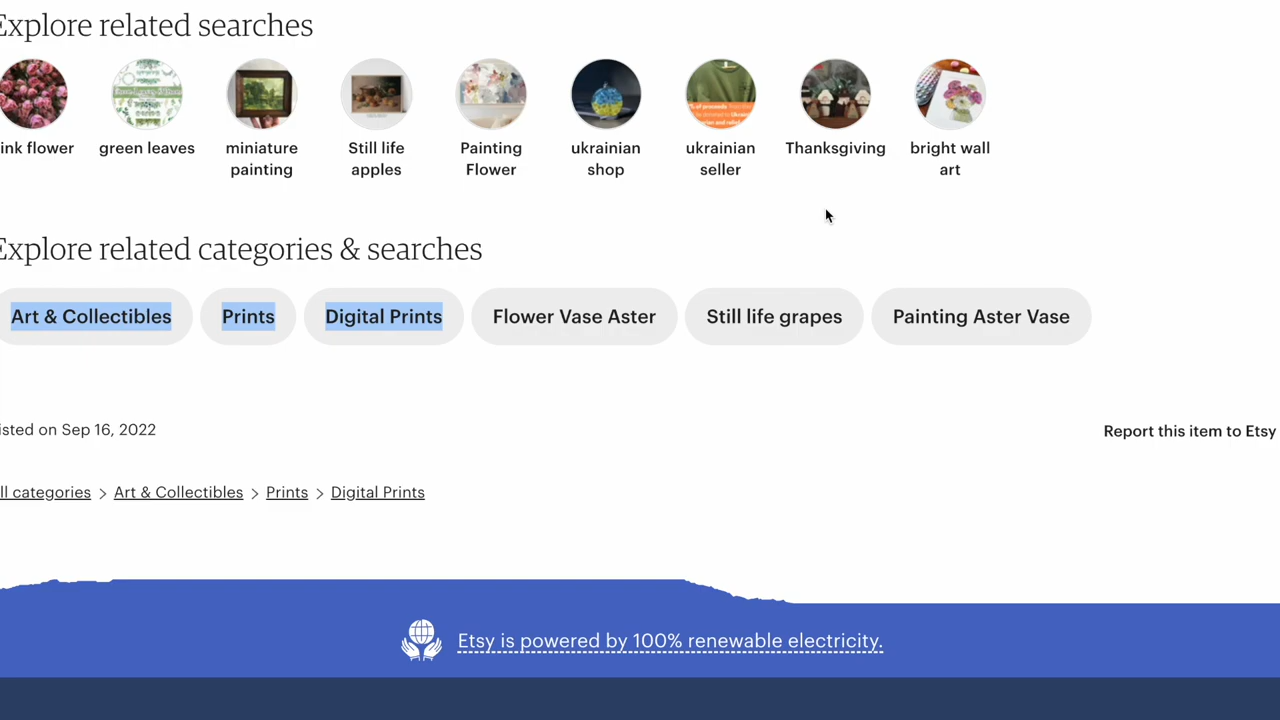 Explore related searches
ink flower
green leaves
miniature painting
Still life apples
Painting Flower
ukrainian shop
ukrainian seller
Thanksgiving
bright wall art
Explore related categories & searches
Art & Collectibles
Prints
Digital Prints
Flower Vase Aster
Still life grapes
Painting Aster Vase
isted on Sep 16, 2022
Report this item to Etsy
ll categories > Art & Collectibles > Prints > Digital Prints
Etsy is powered by 100% renewable electricity.